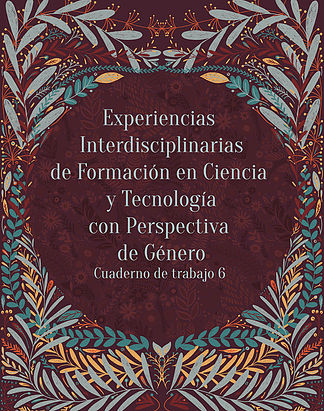 Experiencias
Interdisciplinarias
de Formación en Ciencia
y Tecnología
con Perspectiva
de Género
Cuaderno de trabajo 6